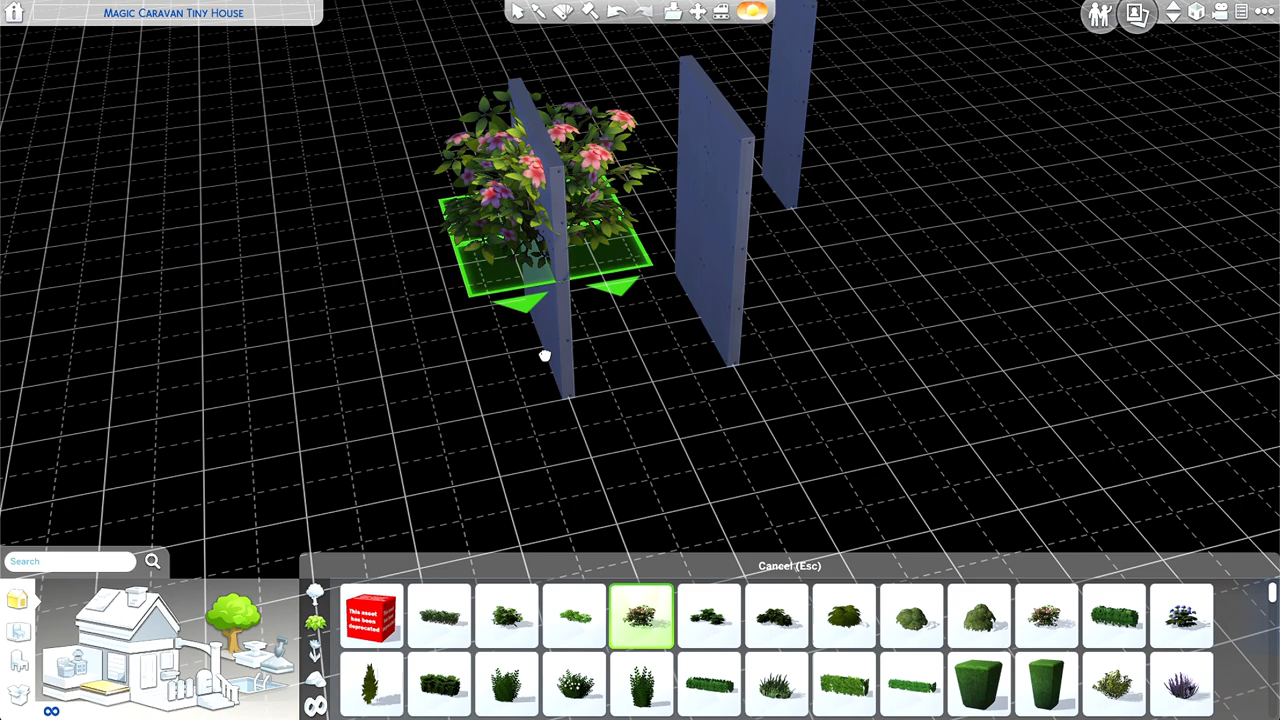 Magic Caravan Tiny House
Search
Cancel (Esc)
This asset
has been
deprecated